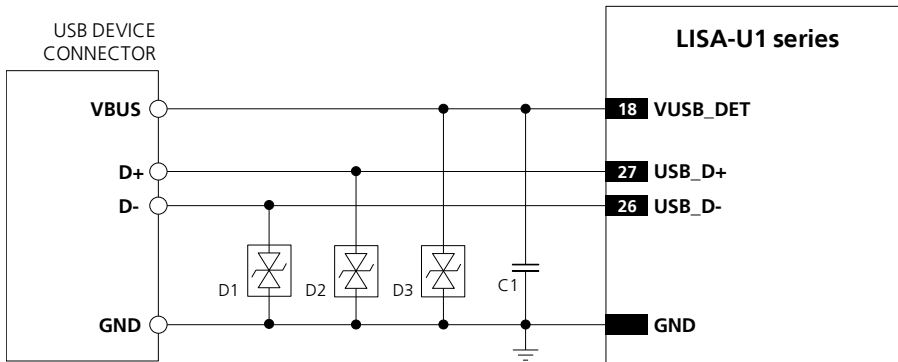 USB DEVICE
CONNECTOR
LISA-U1 series
VBUS
18 VUSB_DET
D+
27 USB_D+
D-
26 USB_D-
D1
D2
D3
C1
GND
GND